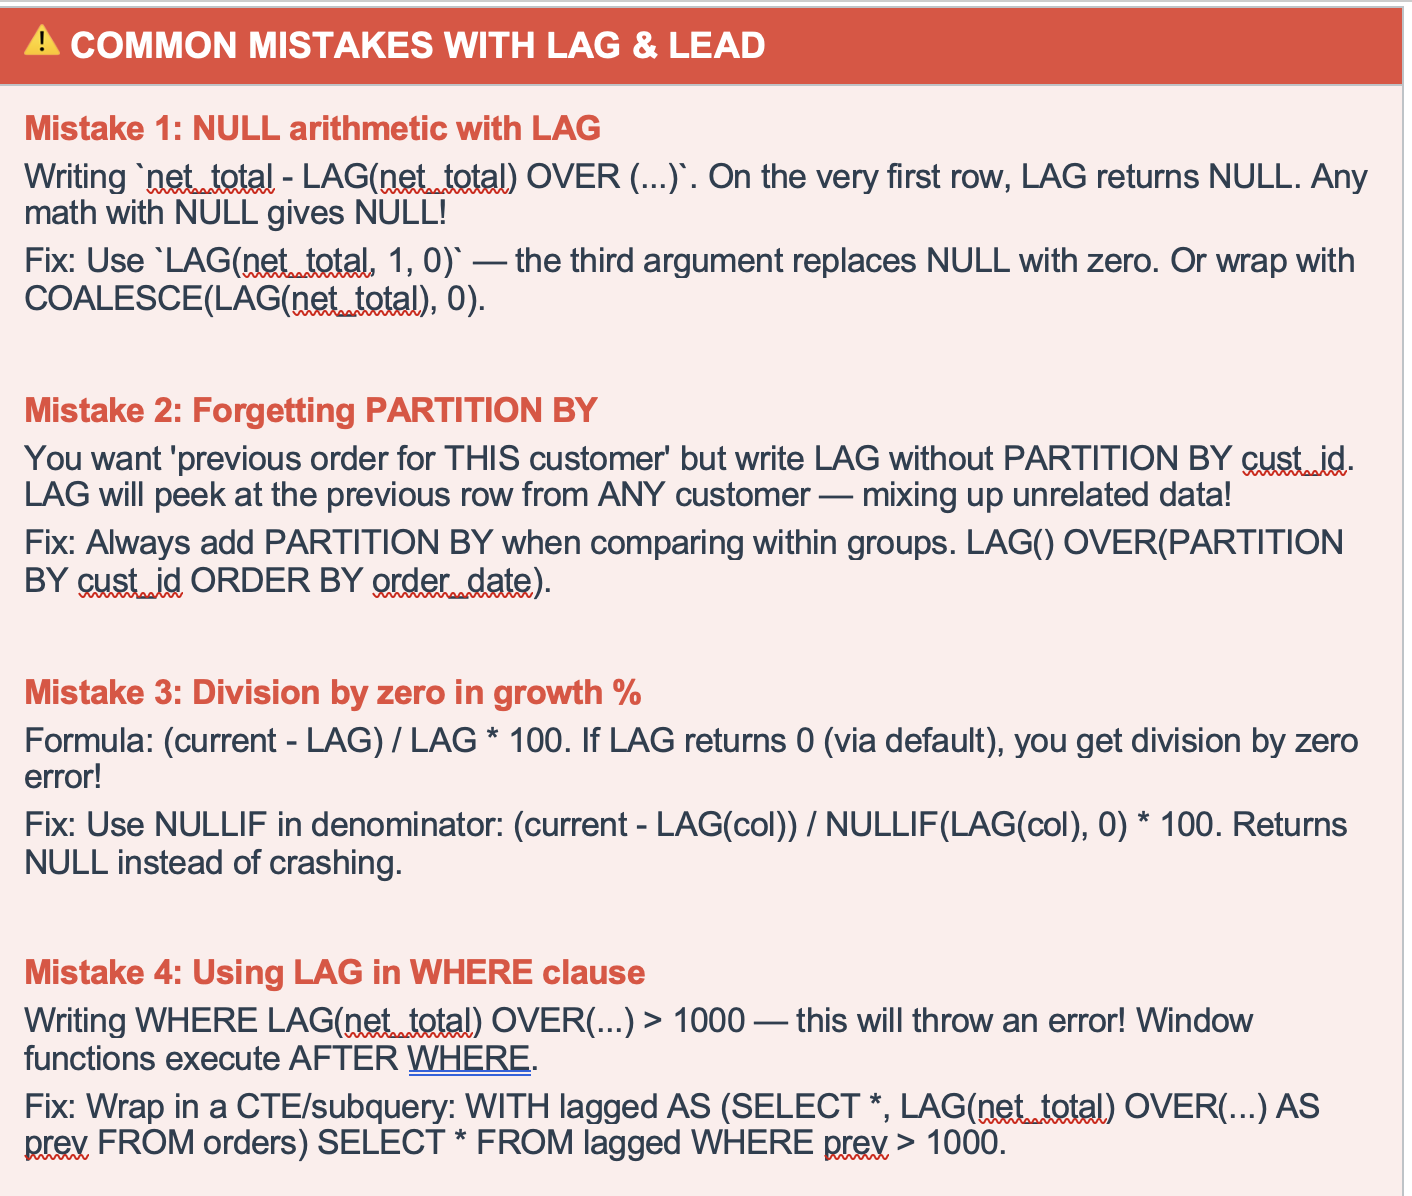 ⚠️ COMMON MISTAKES WITH LAG & LEAD
Mistake 1: NULL arithmetic with LAG
Writing `net_total - LAG(net_total) OVER (...)`. On the very first row, LAG returns NULL. Any
math with NULL gives NULL!
Fix: Use `LAG(net_total, 1, 0)` — the third argument replaces NULL with zero. Or wrap with
COALESCE(LAG(net_total), 0).
Mistake 2: Forgetting PARTITION BY
You want 'previous order for THIS customer' but write LAG without PARTITION BY cust_id.
LAG will peek at the previous row from ANY customer — mixing up unrelated data!
Fix: Always add PARTITION BY when comparing within groups. LAG() OVER(PARTITION
BY cust_id ORDER BY order_date).
Mistake 3: Division by zero in growth %
Formula: (current - LAG) / LAG * 100. If LAG returns 0 (via default), you get division by zero
error!
Fix: Use NULLIF in denominator: (current - LAG(col)) / NULLIF(LAG(col), 0) * 100. Returns
NULL instead of crashing.
Mistake 4: Using LAG in WHERE clause
Writing WHERE LAG(net_total) OVER(...) > 1000 — this will throw an error! Window
functions execute AFTER WHERE.
Fix: Wrap in a CTE/subquery: WITH lagged AS (SELECT *, LAG(net_total) OVER(...) AS
prev FROM orders) SELECT * FROM lagged WHERE prev > 1000.